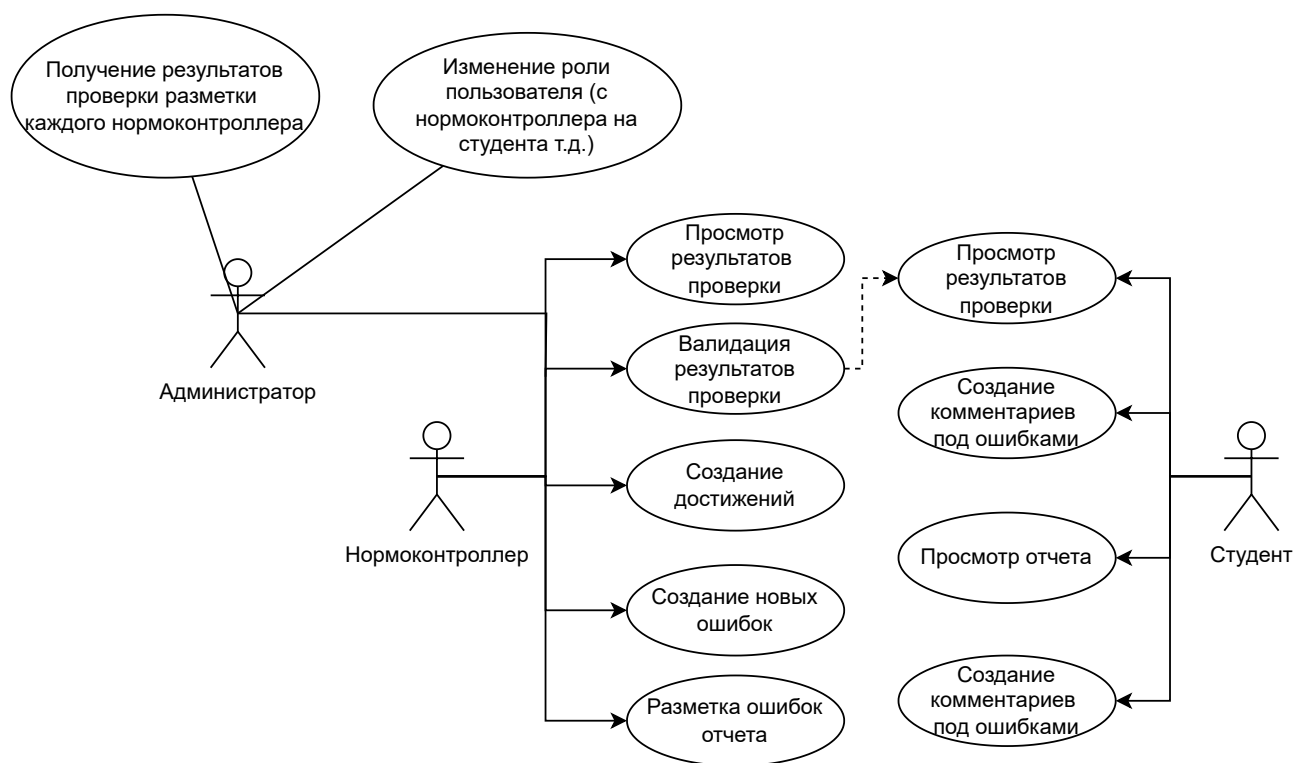 Получение результатов
проверки разметки
каждого нормоконтроллера
Изменение роли
пользователя (с
нормоконтроллера на
студента т.д.)
Администратор
Просмотр
результатов
проверки
Валидация
результатов
проверки
Создание
достижений
Создание новых
ошибок
Разметка ошибок
отчета
Нормоконтроллер
Просмотр
результатов
проверки
Создание
комментариев
под ошибками
Просмотр отчета
Создание
комментариев
под ошибками
Студент